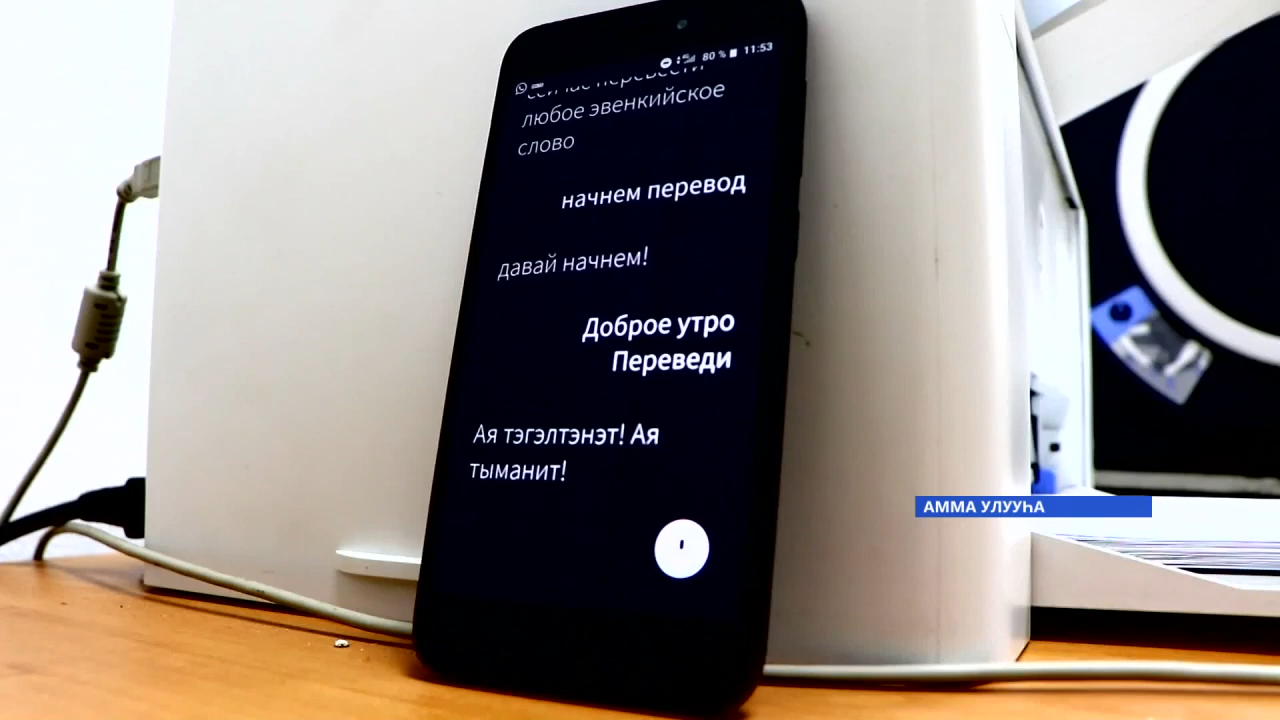 80 % 11:53
любое эвенкийское
слово
начнем перевод
давай начнем!
Доброе утро
Переведи
Ая тэгэлтэнэт! Ая
тыманит!
АММА УЛУУҺА